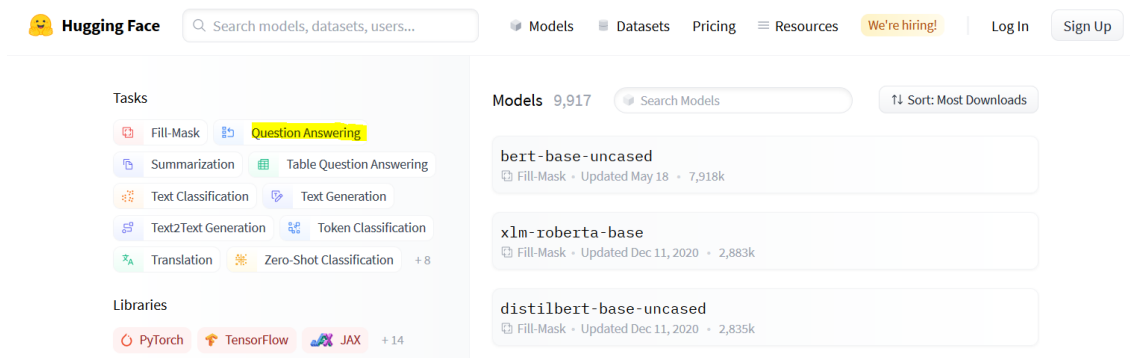 Hugging Face Search models, datasets, users... Models Datasets Pricing Resources We're hiring! Log In Sign Up
Tasks
Fill-Mask Question Answering
Summarization Table Question Answering
Text Classification Text Generation
Text2Text Generation Token Classification
Translation Zero-Shot Classification + 8
Libraries
PyTorch TensorFlow JAX + 14
Models 9,917 Search Models Sort: Most Downloads
bert-base-uncased
Fill-Mask • Updated May 18 • 7,918k
xlm-roberta-base
Fill-Mask • Updated Dec 11, 2020 • 2,883k
distilbert-base-uncased
Fill-Mask • Updated Dec 11, 2020 • 2,835k